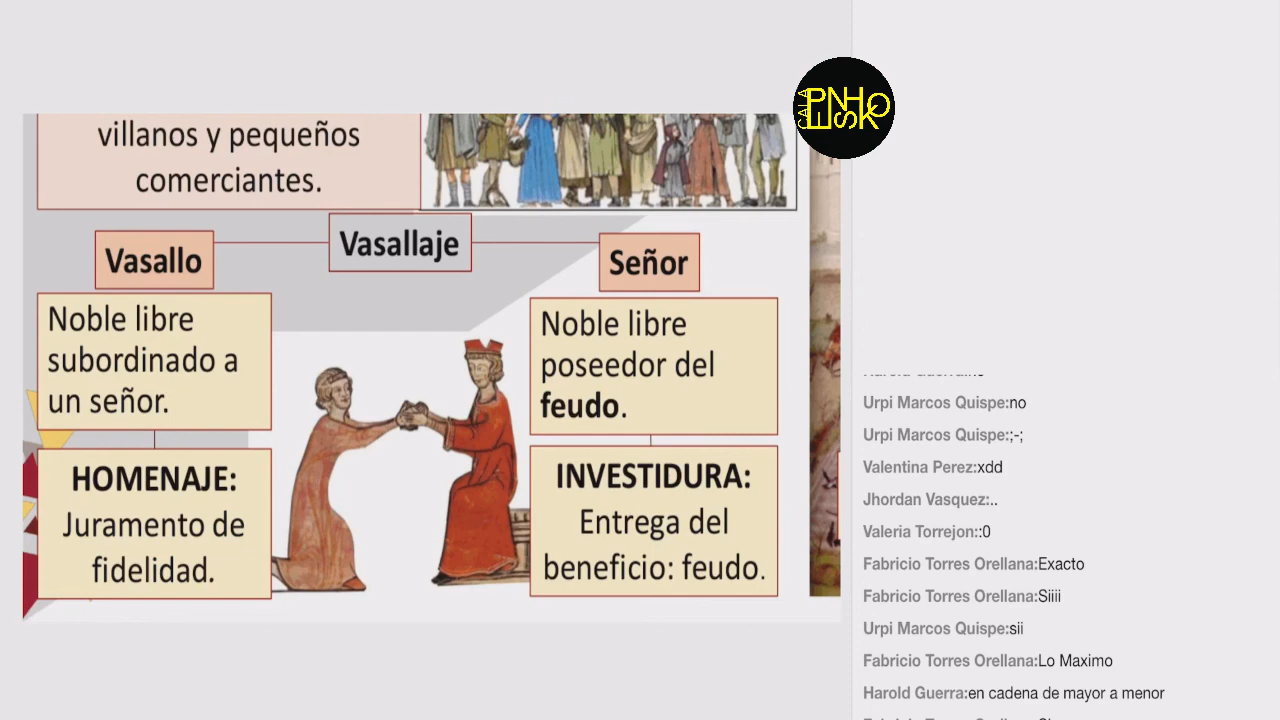 villanos y pequeños
comerciantes.
Vasallaje
Vasallo
Noble libre
subordinado a
un señor.
HOMENAJE:
Juramento de
fidelidad.
Señor
Noble libre
poseedor del
feudo.
INVESTIDURA:
Entrega del
beneficio: feudo.
Urpi Marcos Quispe:no
Urpi Marcos Quispe:;-;
Valentina Perez:xdd
Jhordan Vasquez:..
Valeria Torrejon::0
Fabricio Torres Orellana:Exacto
Fabricio Torres Orellana:Siiii
Urpi Marcos Quispe:sii
Fabricio Torres Orellana:Lo Maximo
Harold Guerra:en cadena de mayor a menor